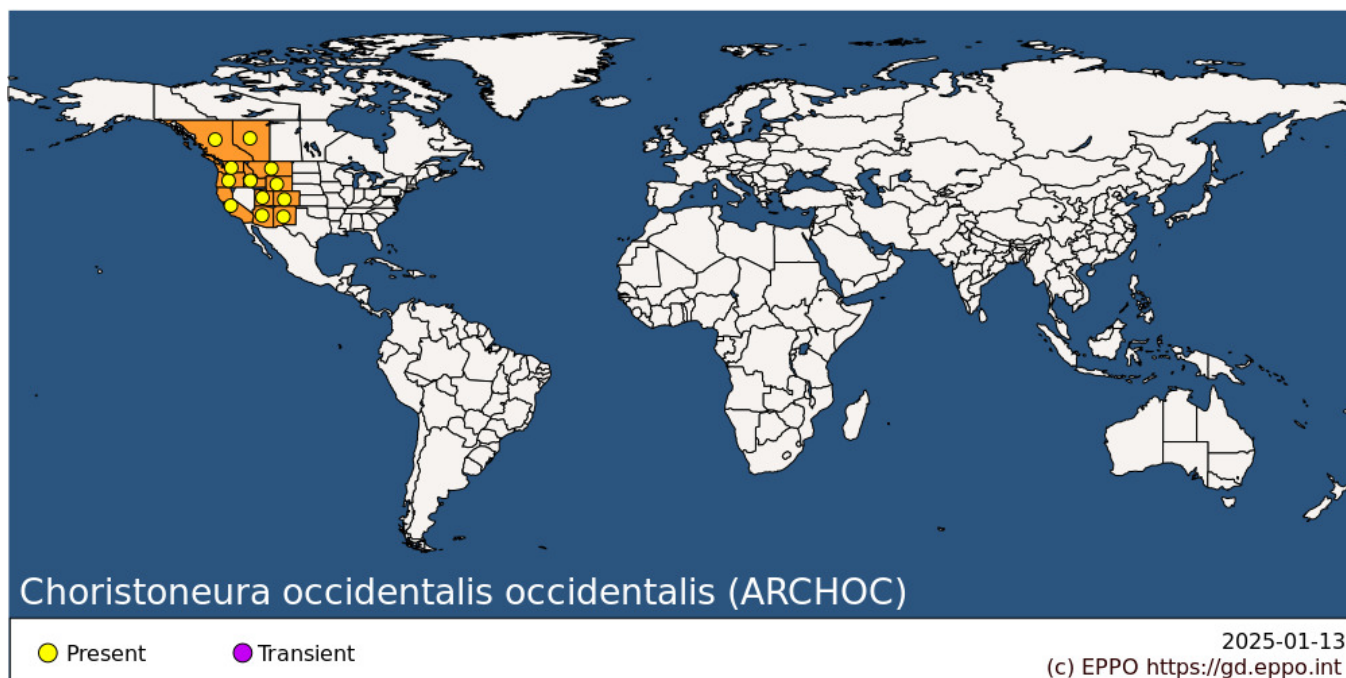 Choristoneura occidentalis occidentalis (ARCHOC)
Present
Transient
2025-01-13
(c) EPPO https://gd.eppo.int